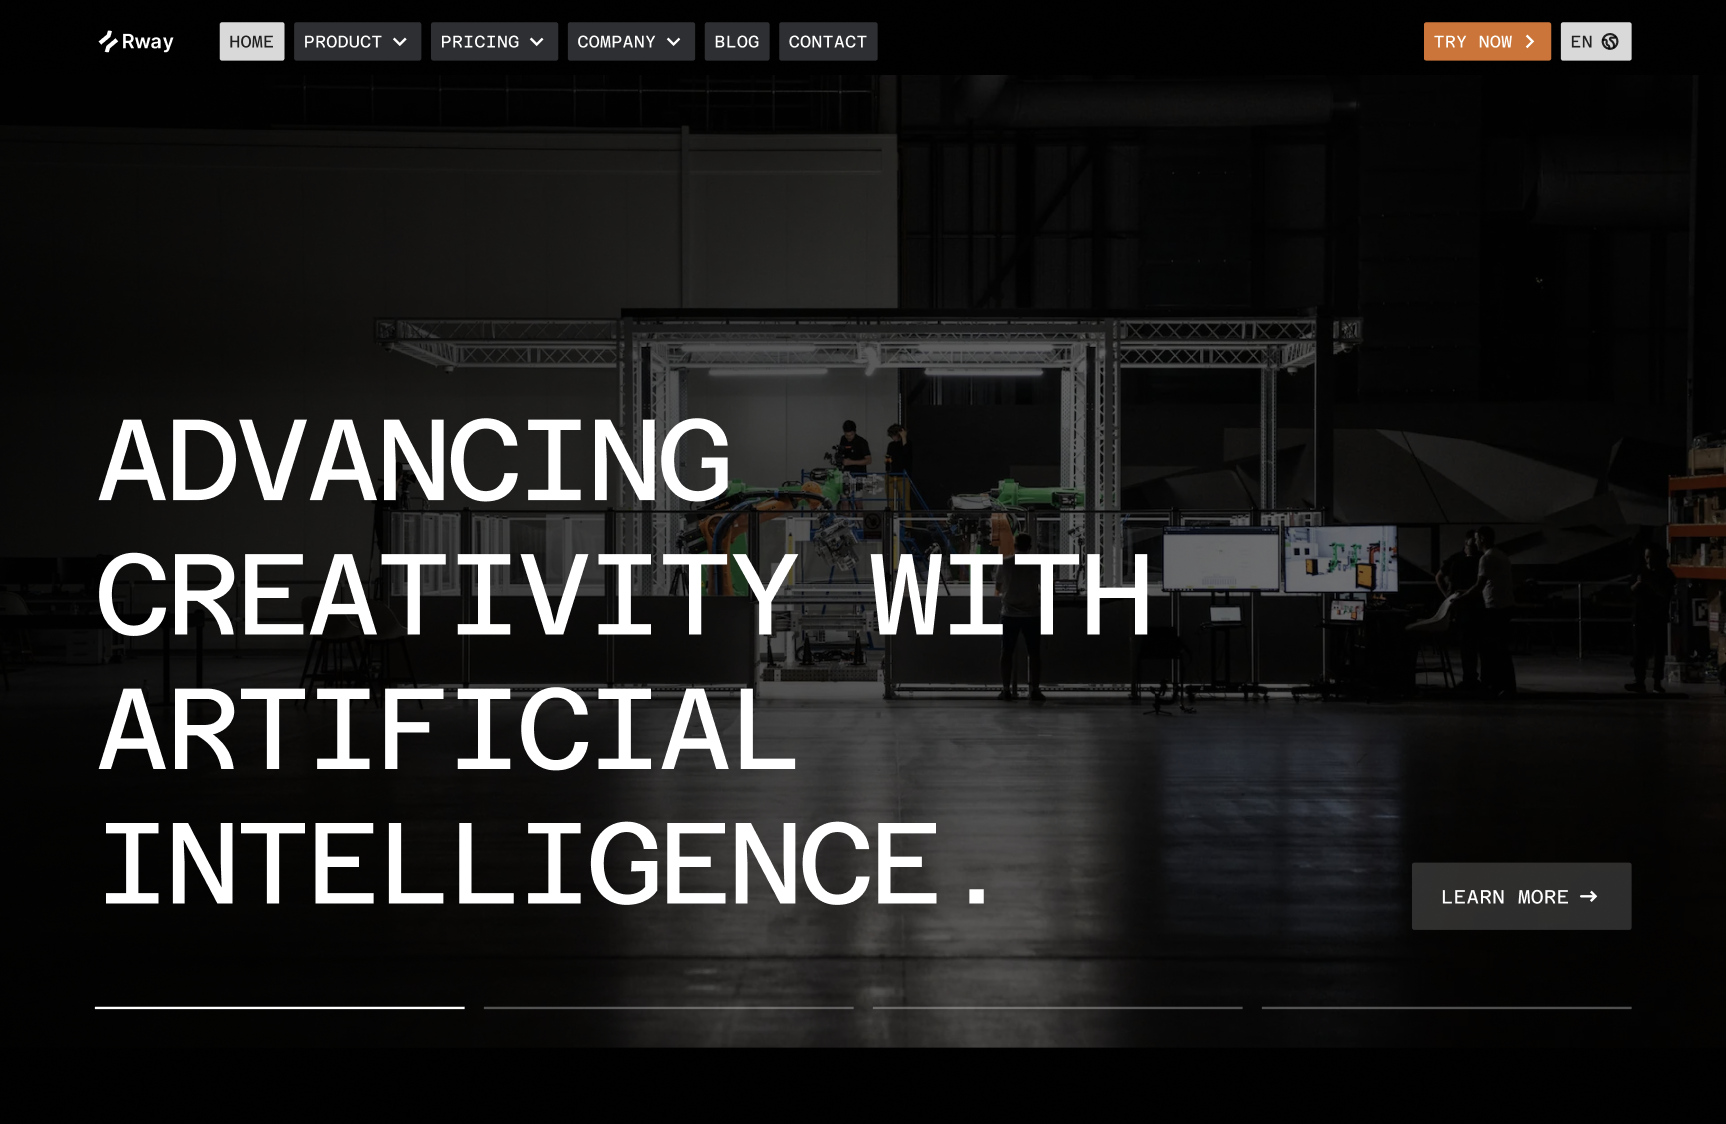 Rway
HOME
PRODUCT
PRICING
COMPANY
BLOG
CONTACT
TRY NOW
EN
ADVANCING
CREATIVITY WITH
ARTIFICIAL
INTELLIGENCE.
LEARN MORE